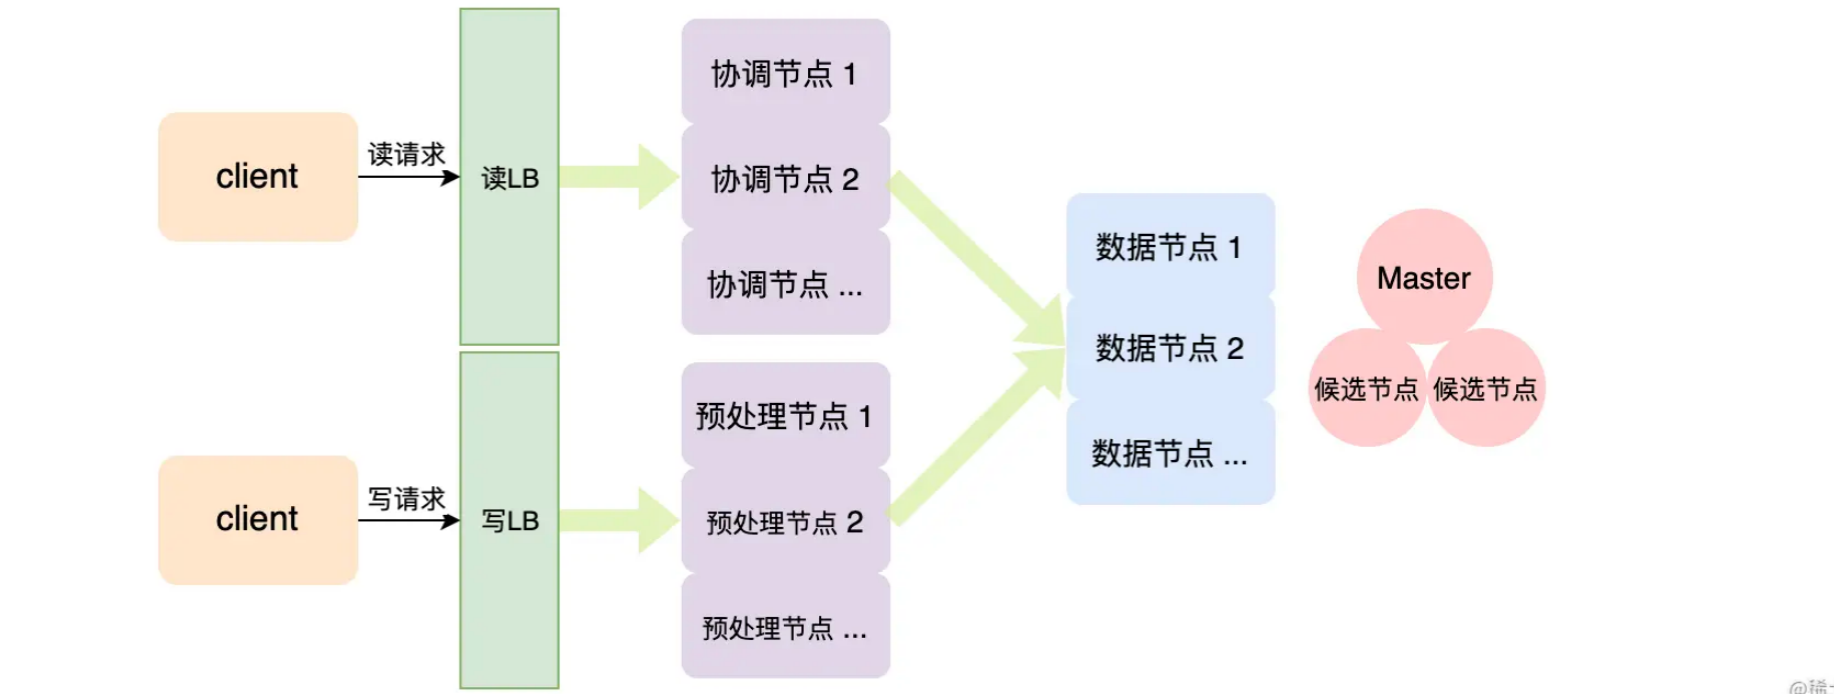 client
读请求
读LB
协调节点 1
协调节点 2
协调节点 ...
client
写请求
写LB
预处理节点 1
预处理节点 2
预处理节点 ...
数据节点 1
数据节点 2
数据节点 ...
Master
候选节点
候选节点